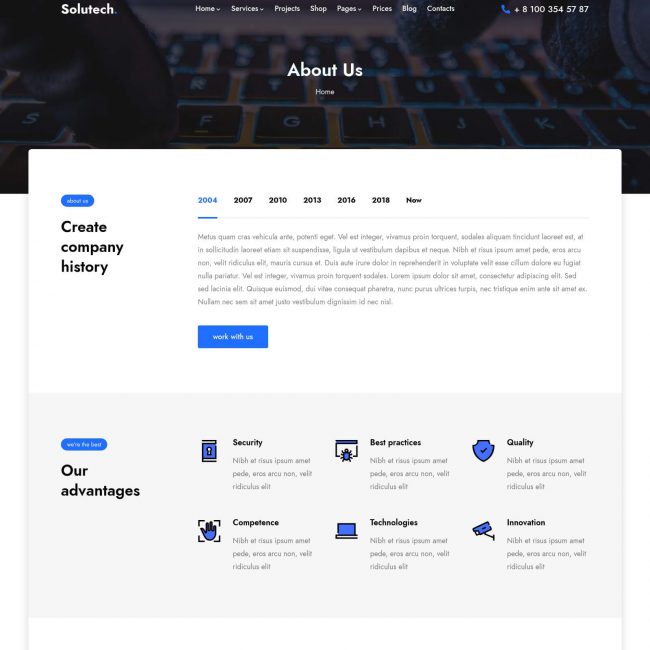 Solutech.
Home Services Projects Shop Pages Prices Blog Contacts
+ 8 100 354 57 87
About Us
Home
about us
Create
company
history
2004 2007 2010 2013 2016 2018 Now
Metus quam cras vehicula ante, potenti eget. Vel est integer, vivamus proin torquent, sodales aliquam tincidunt laoreet est, at
in sollicitudin laoreet etiam sit suspendisse, ligula ut vestibulum dapibus et neque. Nibh et risus ipsum amet pede, eros arcu
non, velit ridiculus elit, mauris cursus et. Duis aute irure dolor in reprehenderit in voluptate velit esse cillum dolore eu fugiat
nulla pariatur. Vel est integer, vivamus proin torquent sodales. Lorem ipsum dolor sit amet, consectetur adipiscing elit. Sed
sed lacinia elit. Quisque euismod, dui vitae consequat pharetra, nunc purus ultrices turpis, nec tristique enim ante sit amet ex.
Nullam nec sem sit amet justo vestibulum dignissim id nec nisl.
work with us
we're the best
Our
advantages
Security
Nibh et risus ipsum amet
pede, eros arcu non, velit
ridiculus elit
Best practices
Nibh et risus ipsum amet
pede, eros arcu non, velit
ridiculus elit
Quality
Nibh et risus ipsum amet
pede, eros arcu non, velit
ridiculus elit
Competence
Nibh et risus ipsum amet
pede, eros arcu non, velit
ridiculus elit
Technologies
Nibh et risus ipsum amet
pede, eros arcu non, velit
ridiculus elit
Innovation
Nibh et risus ipsum amet
pede, eros arcu non, velit
ridiculus elit